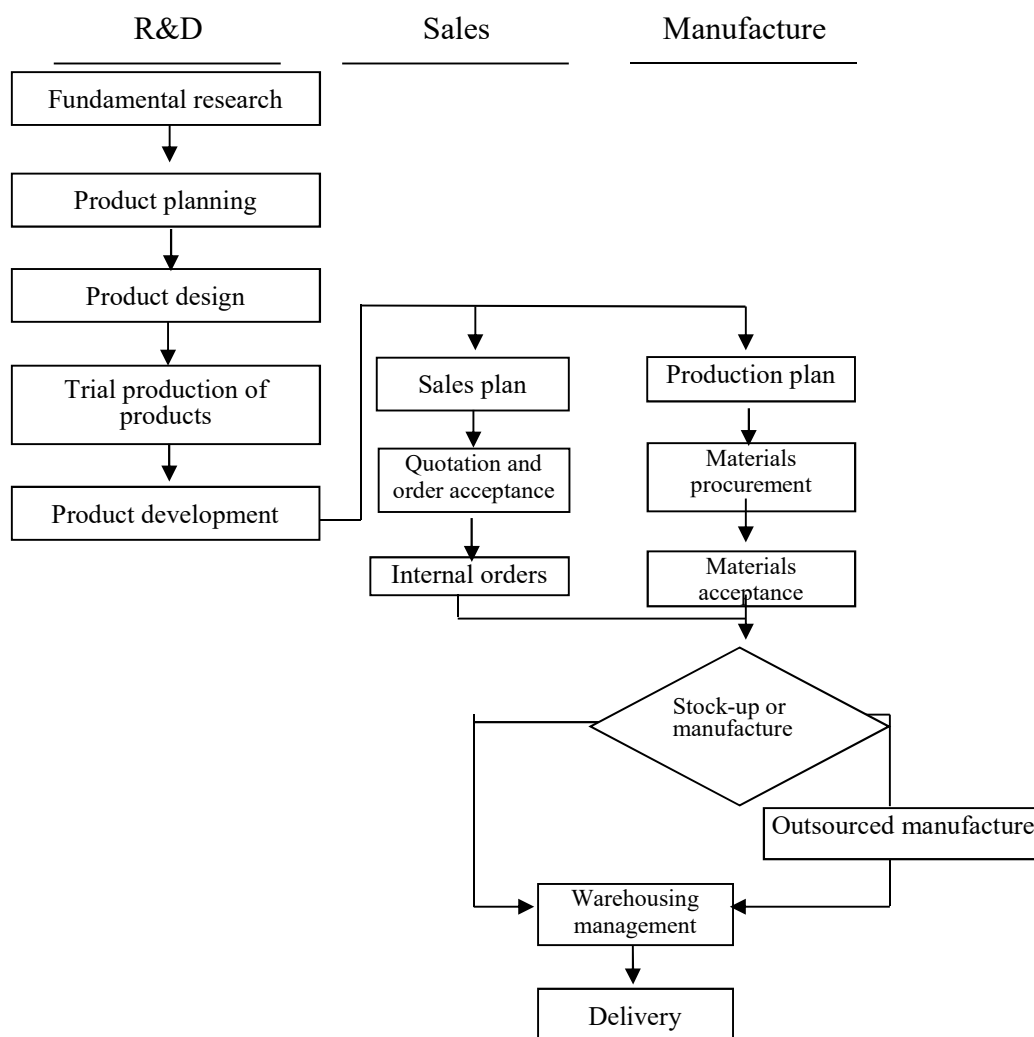 R&D
Sales
Manufacture
Fundamental research
Product planning
Product design
Trial production of
products
Product development
Sales plan
Quotation and
order acceptance
Internal orders
Production plan
Materials
procurement
Materials
acceptance
Stock-up or
manufacture
Outsourced manufacture
Warehousing
management
Delivery